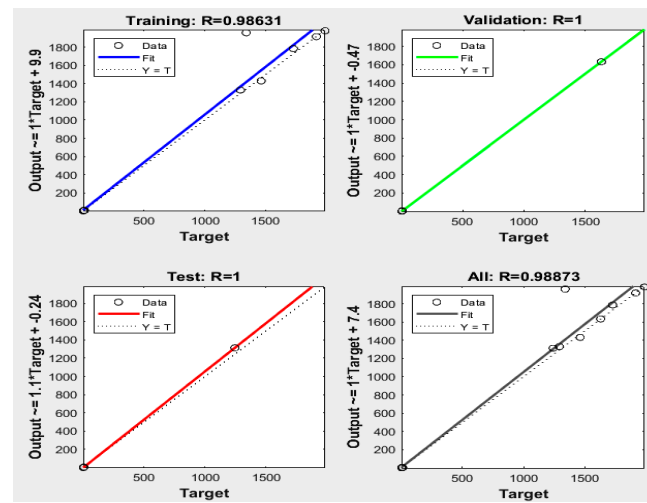 Training: R=0.98631
Output ~= 1*Target + 9.9
1800
1600
1400
1200
1000
800
600
400
200
Data
Fit
Y = T
500
1000
1500
Target
Validation: R=1
Output ~= 1*Target + -0.47
1800
1600
1400
1200
1000
800
600
400
200
Data
Fit
Y = T
500
1000
1500
Target
Test: R=1
Output ~= 1.1*Target + -0.24
1800
1600
1400
1200
1000
800
600
400
200
Data
Fit
Y = T
500
1000
1500
Target
All: R=0.98873
Output ~= 1*Target + 7.4
1800
1600
1400
1200
1000
800
600
400
200
Data
Fit
Y = T
500
1000
1500
Target